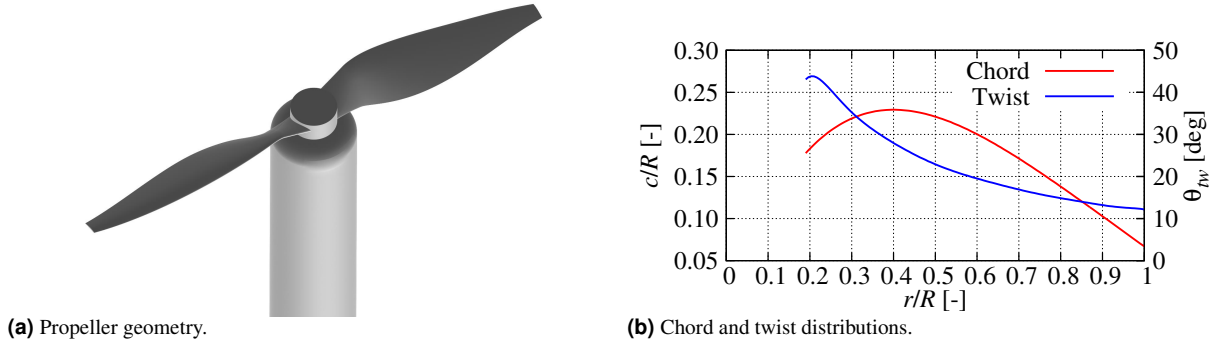 0.30
0.25
0.20
0.15
0.10
0.05
c/R [-]
Chord
Twist
50
40
30
20
10
0
θtw [deg]
0 0.1 0.2 0.3 0.4 0.5 0.6 0.7 0.8 0.9 1
r/R [-]
(a) Propeller geometry.
(b) Chord and twist distributions.